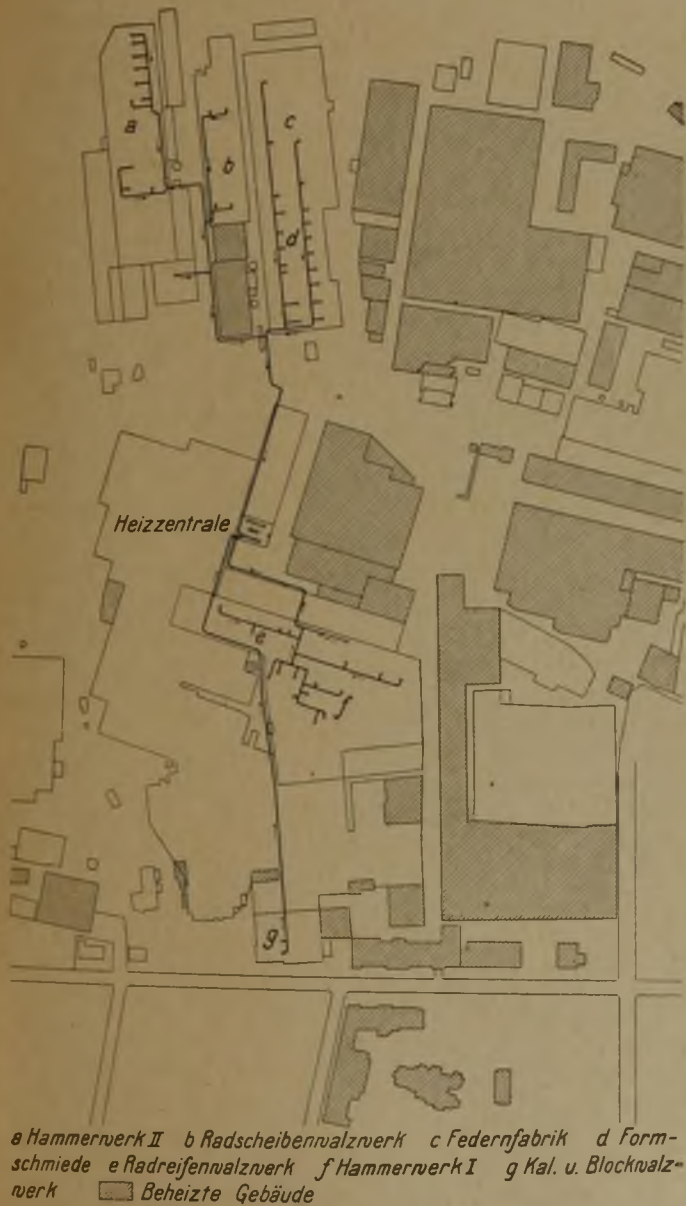 a
b
c
d
Heizzentrale
e
f
g
a Hammerwerk II b Radscheibenwalzwerk c Federnfabrik d Form-
schmiede e Radreifenwalzwerk f Hammerwerk I g Kal. u. Blockwalz-
werk Beheizte Gebäude